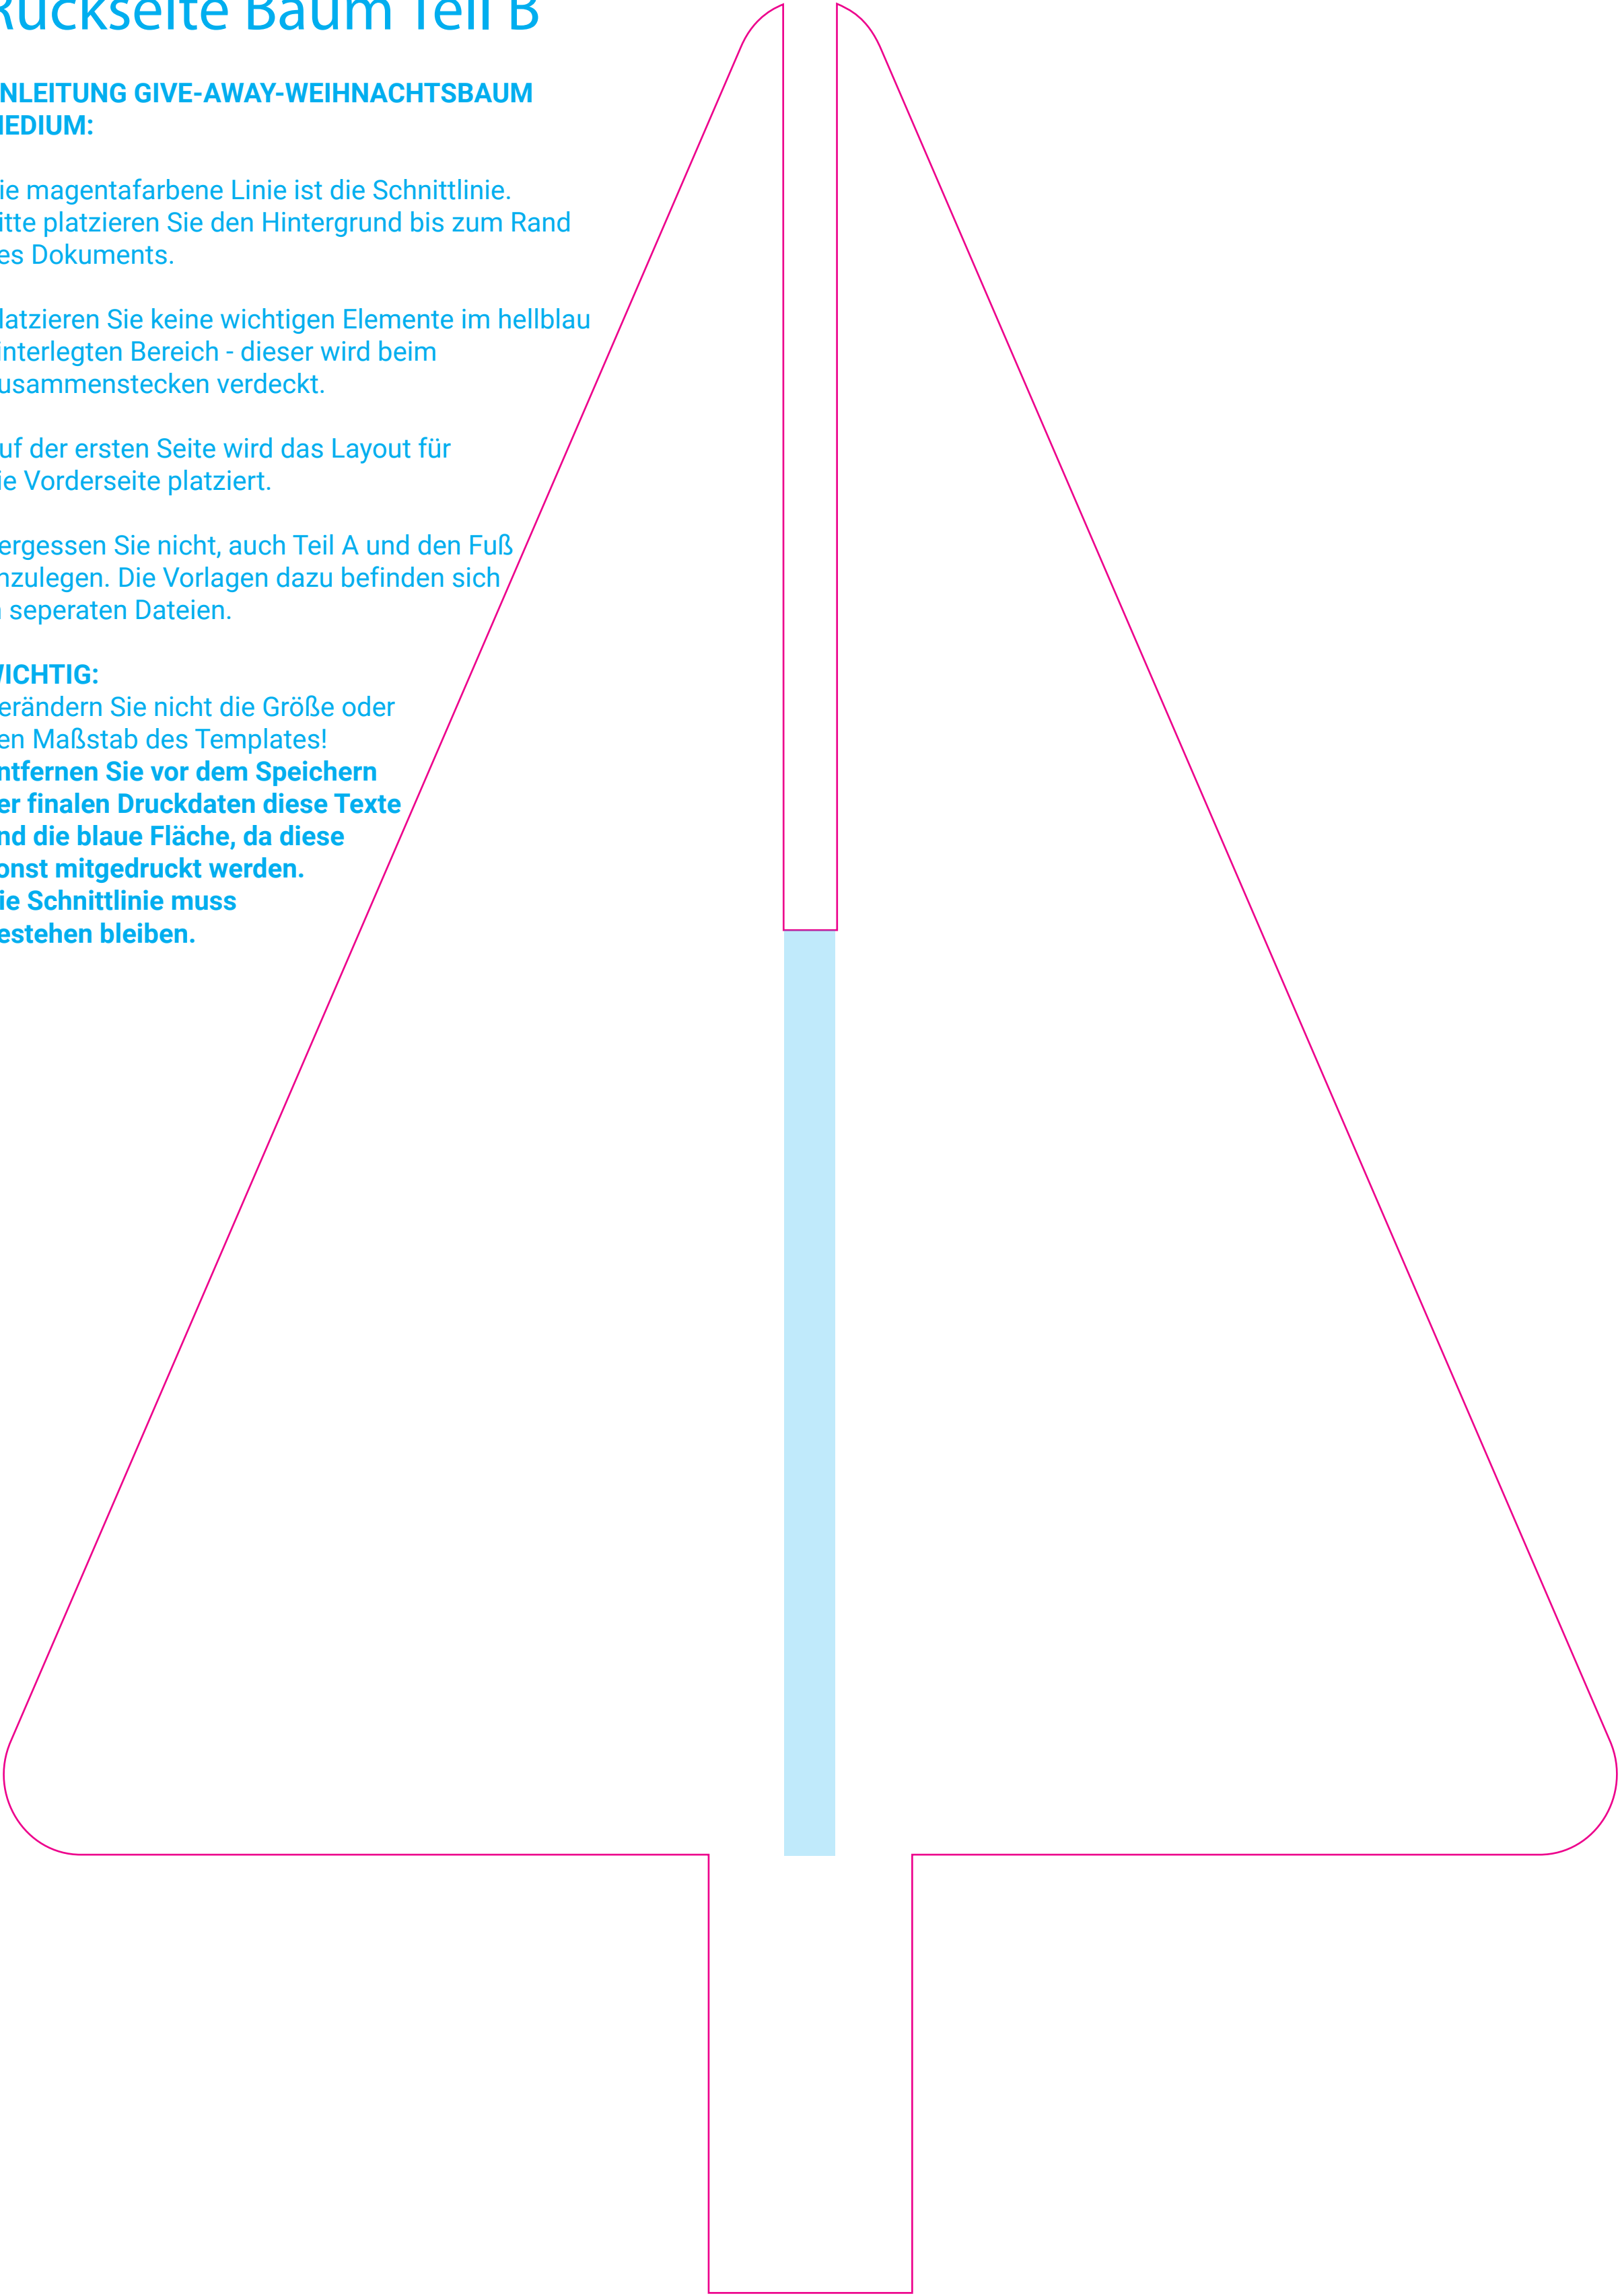 Rückseite Baum Teil B
NLEITUNG GIVE-AWAY-WEIHNACHTSBAUM
EDIUM:
ie magentafarbene Linie ist die Schnittlinie.
itte platzieren Sie den Hintergrund bis zum Rand
es Dokuments.
latzieren Sie keine wichtigen Elemente im hellblau
interlegten Bereich - dieser wird beim
usammenstecken verdeckt.
uf der ersten Seite wird das Layout für
ie Vorderseite platziert.
ergessen Sie nicht, auch Teil A und den Fuß
nzulegen. Die Vorlagen dazu befinden sich
seperaten Dateien.
WICHTIG:
erändern Sie nicht die Größe oder
en Maßstab des Templates!
ntfernen Sie vor dem Speichern
er finalen Druckdaten diese Texte
nd die blaue Fläche, da diese
onst mitgedruckt werden.
ie Schnittlinie muss
estehen bleiben.